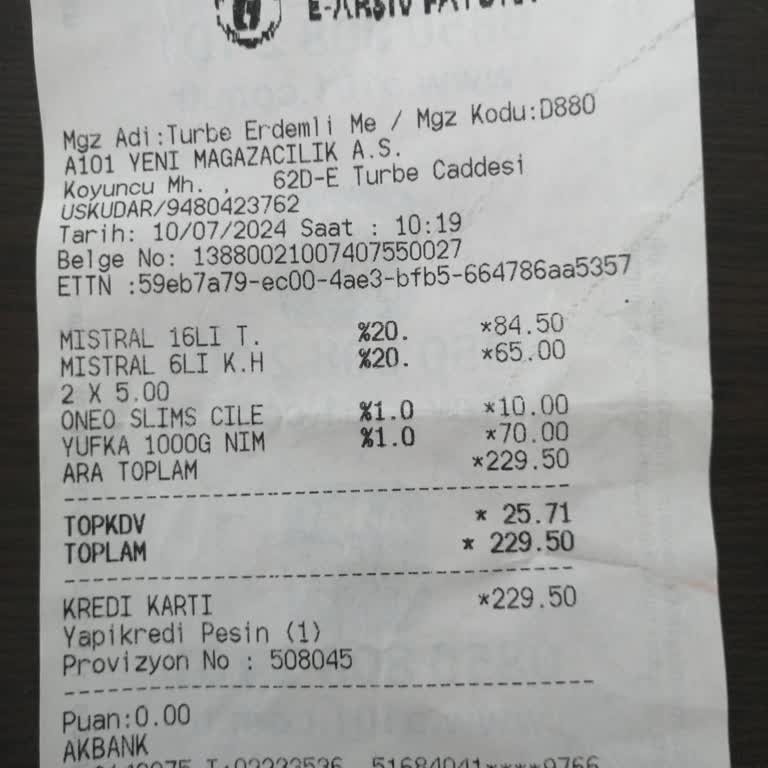 E-ARŞİV FATURA
Mgz Adi:Turbe Erdemli Me / Mgz Kodu:D880
A101 YENI MAGAZACILIK A.S.
Koyuncu Mh. , 62D-E Turbe Caddesi
USKUDAR/9480423762
Tarih: 10/07/2024 Saat : 10:19
Belge No: 13880021007407550027
ETTN :59eb7a79-ec00-4ae3-bfb5-664786aa5357
MISTRAL 16LI T. %20. *84.50
MISTRAL 6LI K.H %20. *65.00
2 X 5.00
ONEO SLIMS CILE %1.0 *10.00
YUFKA 1000G NIM %1.0 *70.00
ARA TOPLAM *229.50
TOPKDV * 25.71
TOPLAM * 229.50
KREDI KARTI *229.50
Yapikredi Pesin (1)
Provizyon No : 508045
Puan:0.00
AKBANK